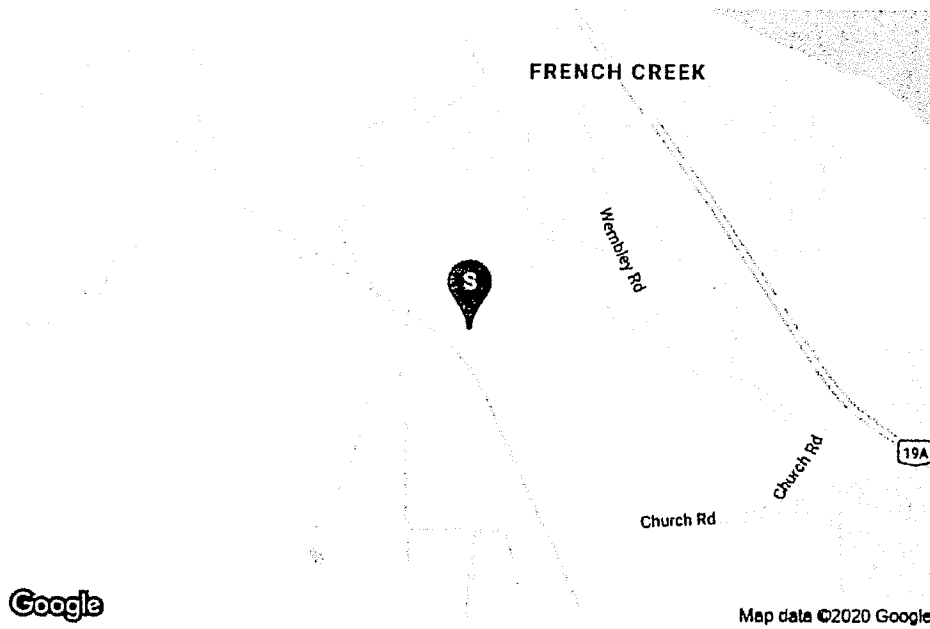 FRENCH CREEK
Wembley Rd
S
19A
Church Rd
Church Rd
Google
Map data ©2020 Google